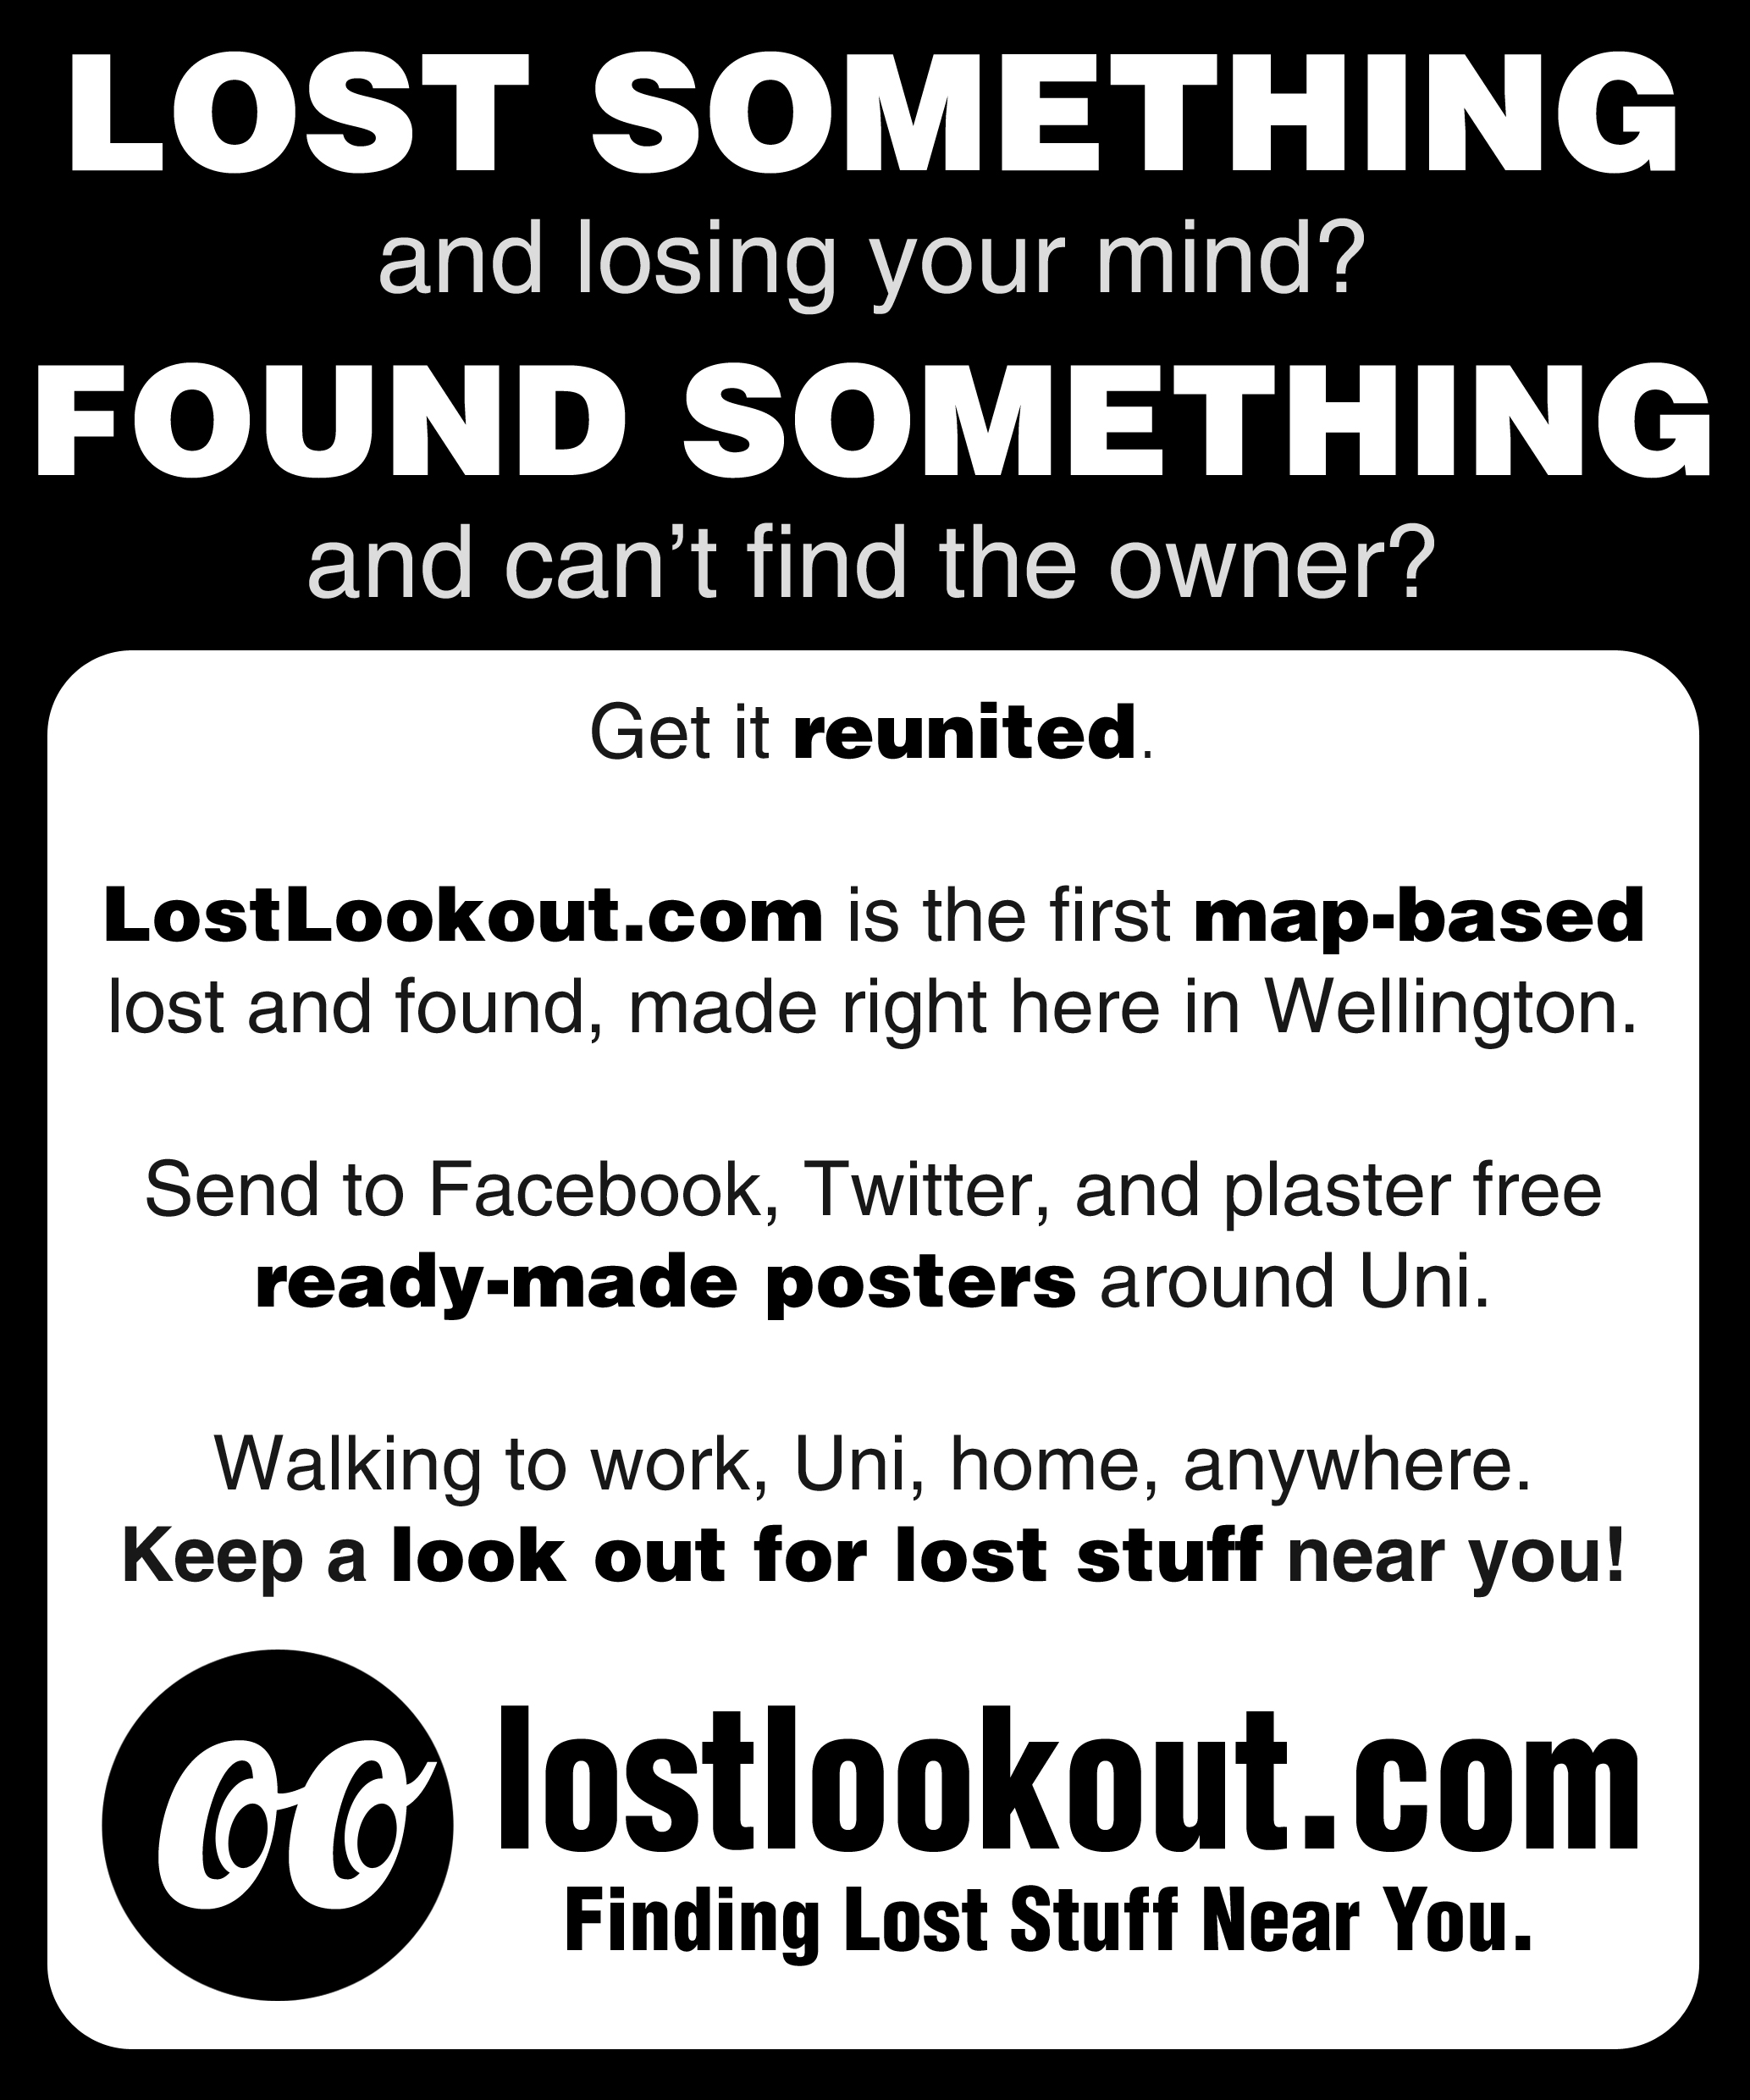 LOST SOMETHING
and losing your mind?
FOUND SOMETHING
and can’t find the owner?
Get it reunited.
LostLookout.com is the first map-based
lost and found, made right here in Wellington.
Send to Facebook, Twitter, and plaster free
ready-made posters around Uni.
Walking to work, Uni, home, anywhere.
Keep a look out for lost stuff near you!
lostlookout.com
Finding Lost Stuff Near You.